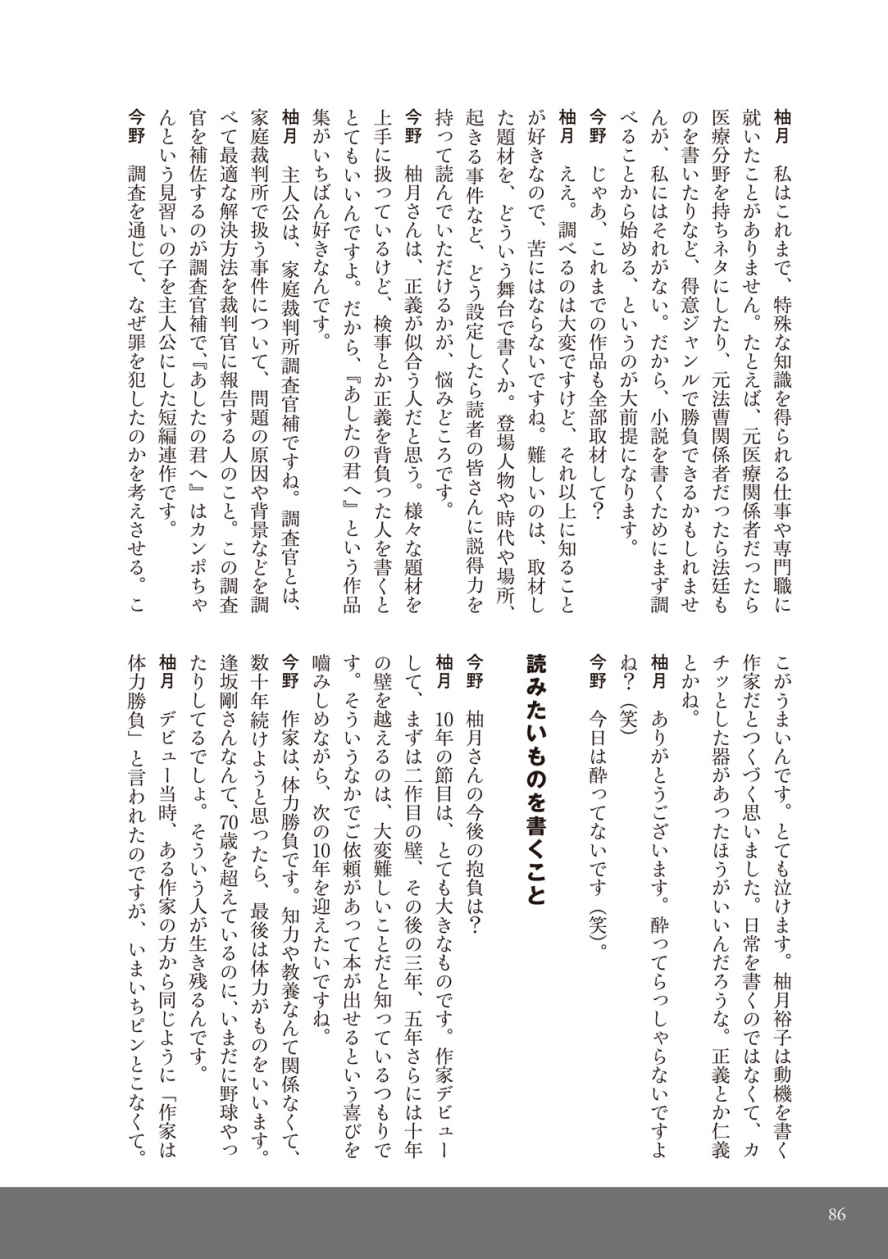 柚月　私はこれまで、特殊な知識を得られる仕事や専門職に
就いたことがありません。たとえば、元医療関係者だったら
医療分野を持ちネタにしたり、元法曹関係者だったら法廷も
のを書いたりなど、得意ジャンルで勝負できるかもしれませ
んが、私にはそれがない。だから、小説を書くためにまず調
べることから始める、というのが大前提になります。
今野　じゃあ、これまでの作品も全部取材して？
柚月　ええ。調べるのは大変ですけど、それ以上に知ること
が好きなので、苦にはならないですね。難しいのは、取材し
た題材を、どういう舞台で書くか。登場人物や時代や場所、
起きる事件など、どう設定したら読者の皆さんに説得力を
持って読んでいただけるかが、悩みどころです。
今野　柚月さんは、正義が似合う人だと思う。様々な題材を
上手に扱っているけど、検事とか正義を背負った人を書くと
とてもいいんですよ。だから、『あしたの君へ』という作品
集がいちばん好きなんです。
柚月　主人公は、家庭裁判所調査官補ですね。調査官とは、
家庭裁判所で扱う事件について、問題の原因や背景などを調
べて最適な解決方法を裁判官に報告する人のこと。この調査
官を補佐するのが調査官補で、『あしたの君へ』はカンポちゃ
んという見習いの子を主人公にした短編連作です。
今野　調査を通じて、なぜ罪を犯したのかを考えさせる。こ
こがうまいんです。とても泣けます。柚月裕子は動機を書く
作家だとつくづく思いました。日常を書くのではなくて、カ
チッとした器があったほうがいいんだろうな。正義とか仁義
とかね。
柚月　ありがとうございます。酔ってらっしゃらないですよ
ね？（笑）
今野　今日は酔ってないです（笑）。
読みたいものを書くこと
今野　柚月さんの今後の抱負は？
柚月　10年の節目は、とても大きなものです。作家デビュー
して、まずは二作目の壁、その後の三年、五年さらには十年
の壁を越えるのは、大変難しいことだと知っているつもりで
す。そういうなかでご依頼があって本が出せるという喜びを
嚙みしめながら、次の10年を迎えたいですね。
今野　作家は、体力勝負です。知力や教養なんて関係なくて、
数十年続けようと思ったら、最後は体力がものをいいます。
逢坂剛さんなんて、70歳を超えているのに、いまだに野球やっ
たりしてるでしょ。そういう人が生き残るんです。
柚月　デビュー当時、ある作家の方から同じように「作家は
体力勝負」と言われたのですが、いまいちピンとこなくて。
86